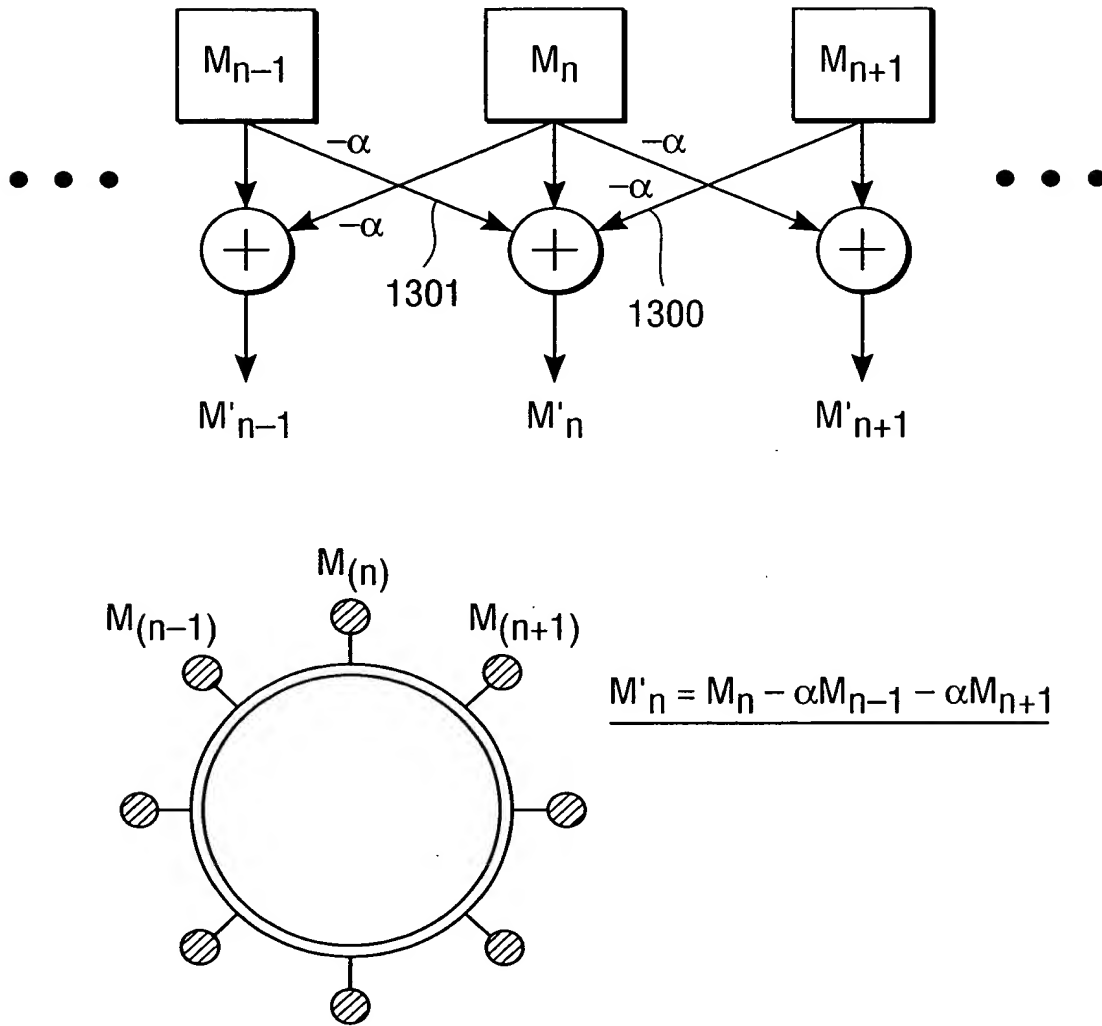 Mn–1 Mn Mn+1
–α –α
–α –α
1301 1300
M'n–1 M'n M'n+1
M(n)
M(n–1) M(n+1)
M'n = Mn – αMn–1 – αMn+1